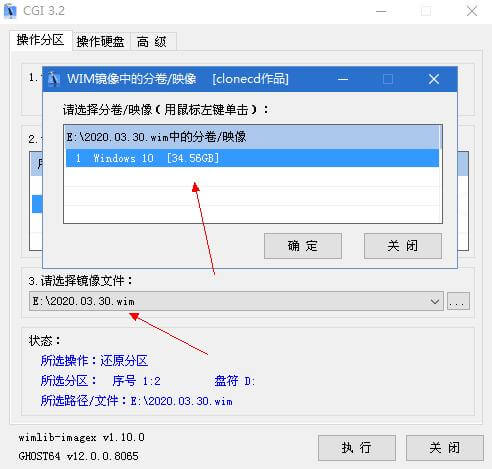 CGI 3.2
操作分区 操作硬盘 高 级
1.
WIM镜像中的分卷/映像 [clonecd作品]
请选择分卷/映像(用鼠标左键单击):
E:\2020.03.30.wim中的分卷/映像
1 Windows 10 [34.56GB]
确 定 关 闭
2.
3.请选择镜像文件:
E:\2020.03.30.wim ...
状态:
所选操作:还原分区
所选分区: 序号 1:2 盘符 D:
所选路径/文件:E:\2020.03.30.wim
wimlib-imagex v1.10.0
GHOST64 v12.0.0.8065
执 行 关 闭